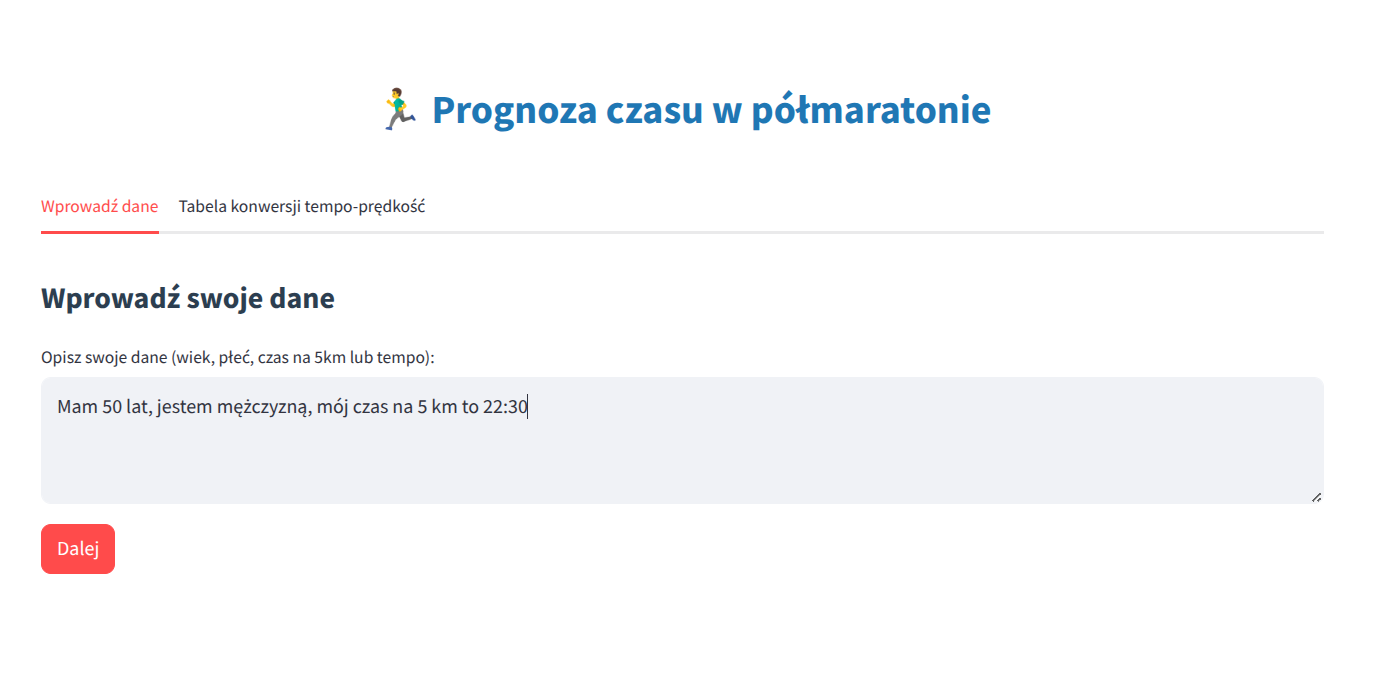 Prognoza czasu w półmaratonie
Wprowadź dane Tabela konwersji tempo-prędkość
Wprowadź swoje dane
Opisz swoje dane (wiek, płeć, czas na 5km lub tempo):
Mam 50 lat, jestem mężczyzną, mój czas na 5 km to 22:30
Dalej